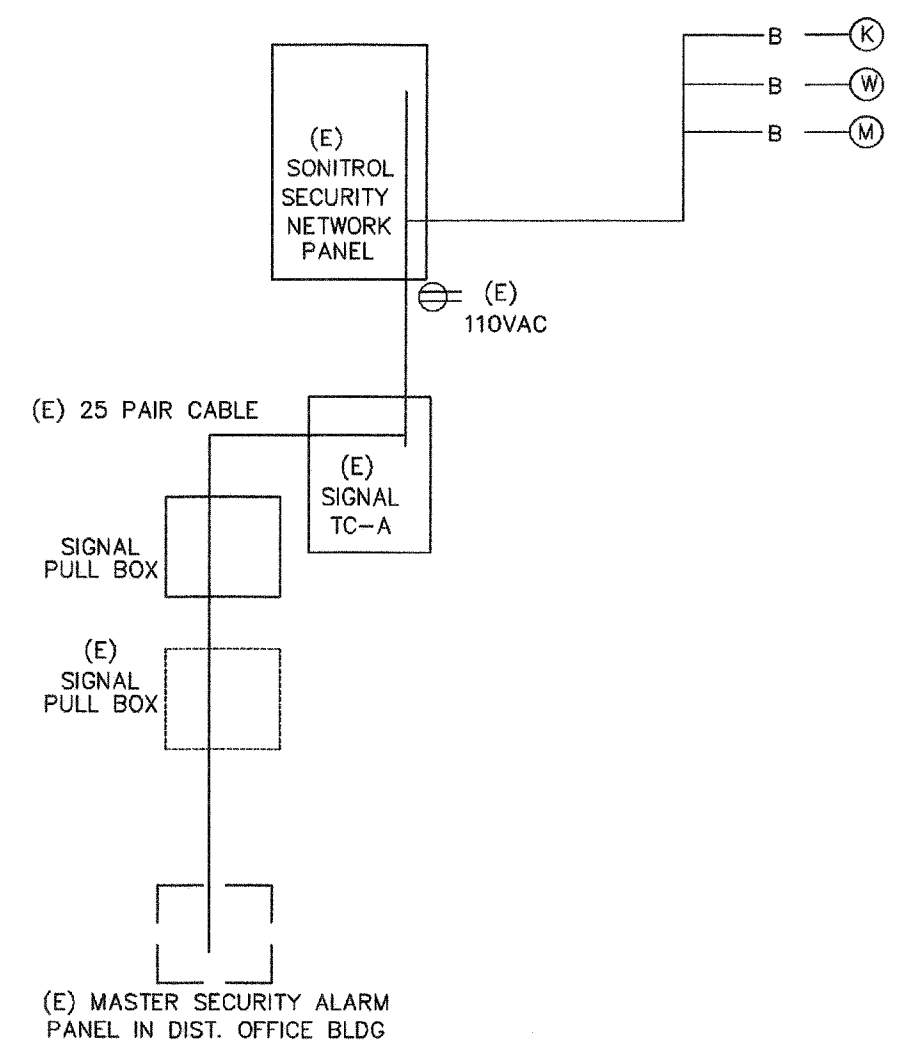 B K
B W
B M
(E)
SONITROL
SECURITY
NETWORK
PANEL
(E)
110VAC
(E) 25 PAIR CABLE
(E)
SIGNAL
TC-A
SIGNAL
PULL BOX
(E)
SIGNAL
PULL BOX
(E) MASTER SECURITY ALARM
PANEL IN DIST. OFFICE BLDG